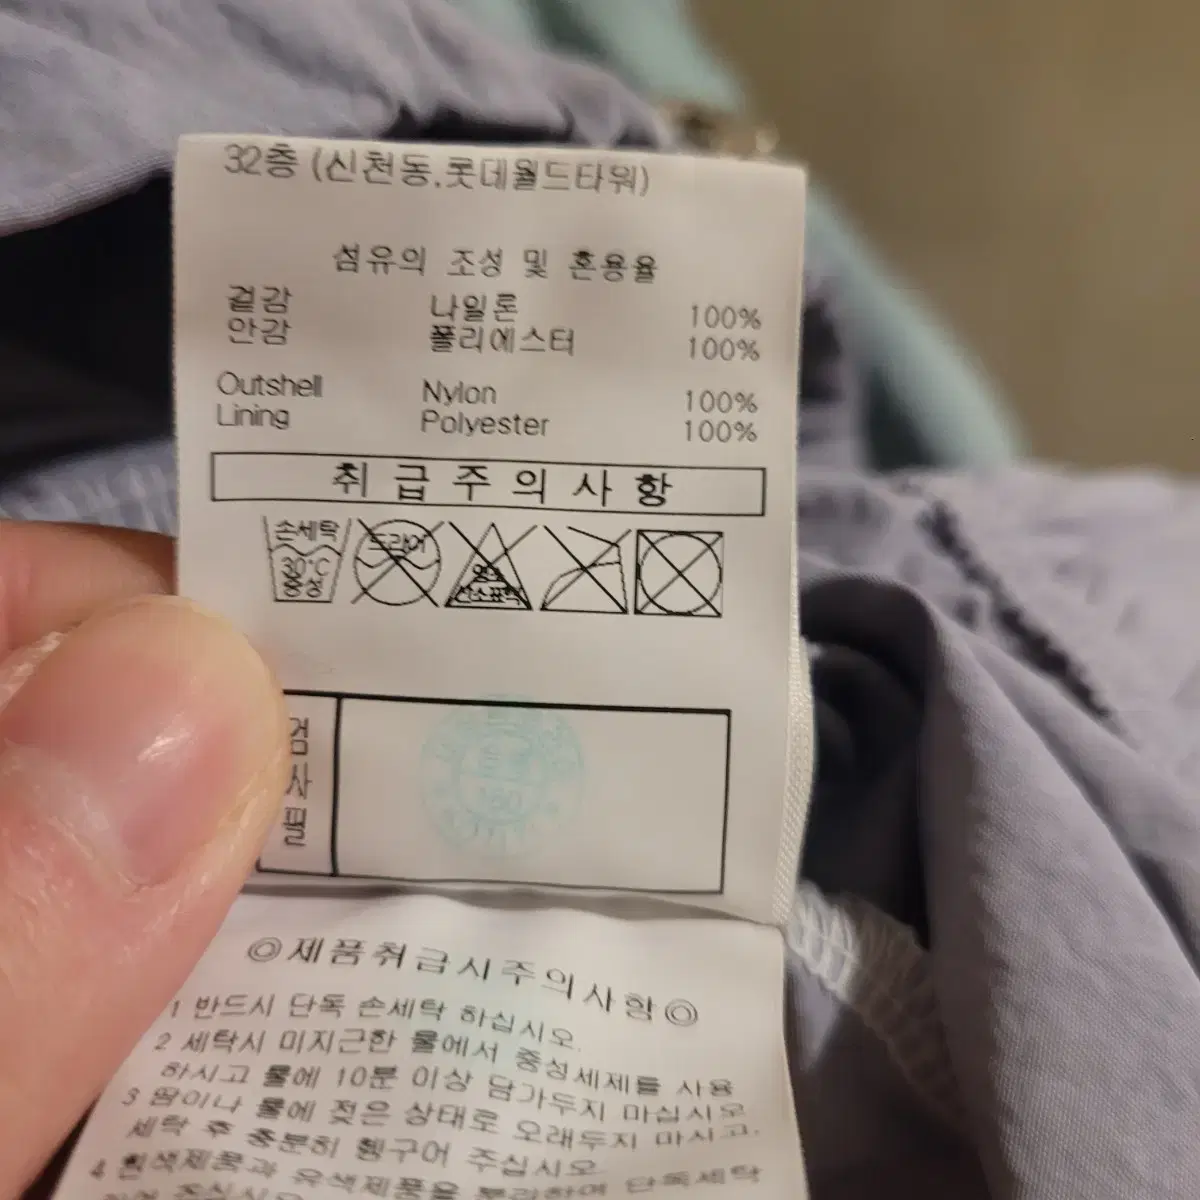 32층 (신천동,롯데월드타워)
섬유의 조성 및 혼용율
겉감 나일론 100%
안감 폴리에스터 100%
Outshell Nylon 100%
Lining Polyester 100%
취급주의사항
손세탁 드라이
30°C 염소
중성 산소표백
검사필
◎제품취급시주의사항◎
1 반드시 단독 손세탁 하십시오.
2 세탁시 미지근한 물에서 중성세제를 사용
하시고 물에 10분 이상 담가두지 마십시오
3 땀이나 물에 젖은 상태로 오래두지 마시고,
세탁 후 충분히 헹구어 주십시오
4 흰색제품과 유색제품을 분리하여 단독세탁